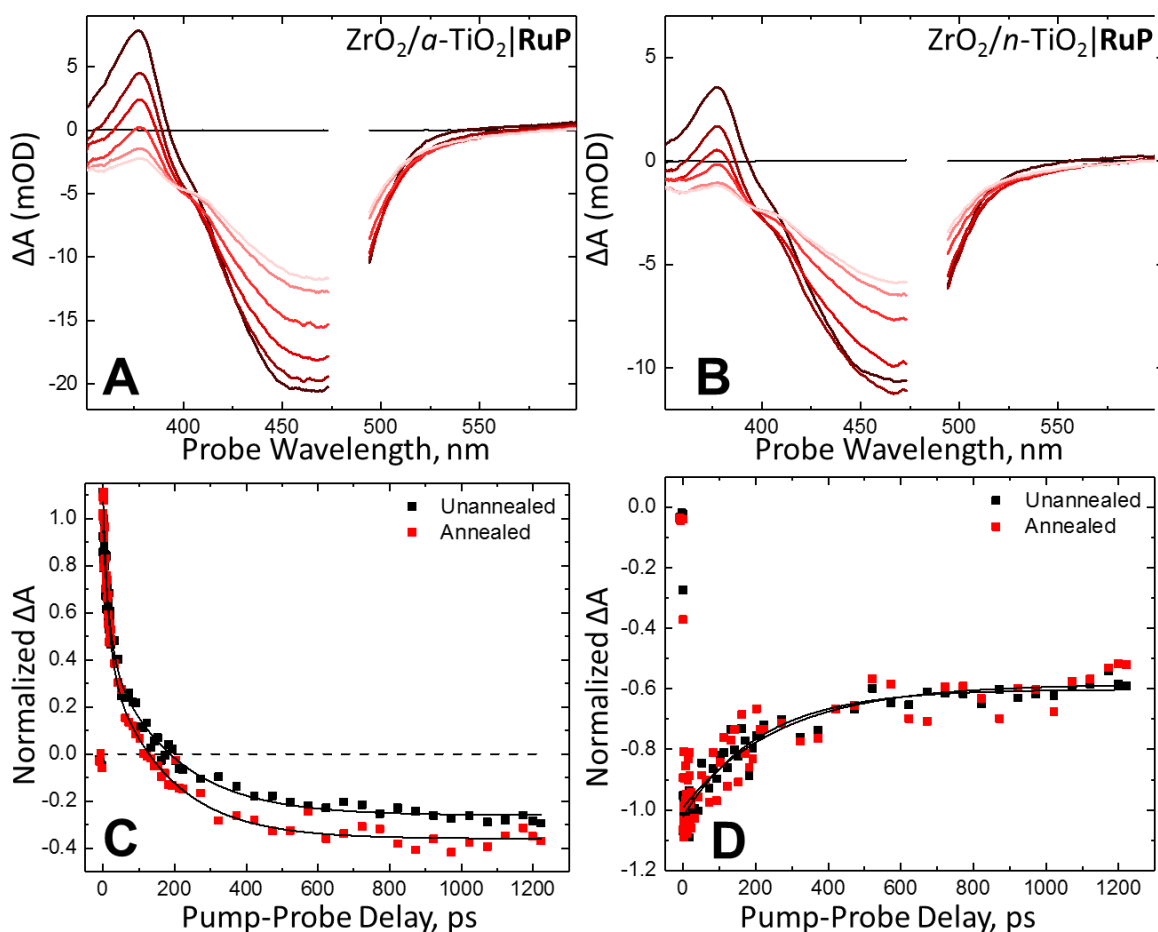 ZrO₂/a-TiO₂|RuP
5
0
-5
-10
-15
-20
ΔA (mOD)
A
400
450
500
550
Probe Wavelength, nm
ZrO₂/n-TiO₂|RuP
5
0
-5
-10
ΔA (mOD)
B
400
450
500
550
Probe Wavelength, nm
Unannealed
Annealed
1.0
0.8
0.6
0.4
0.2
0.0
-0.2
-0.4
Normalized ΔA
C
0
200
400
600
800
1000
1200
Pump-Probe Delay, ps
Unannealed
Annealed
0.0
-0.2
-0.4
-0.6
-0.8
-1.0
-1.2
Normalized ΔA
D
0
200
400
600
800
1000
1200
Pump-Probe Delay, ps